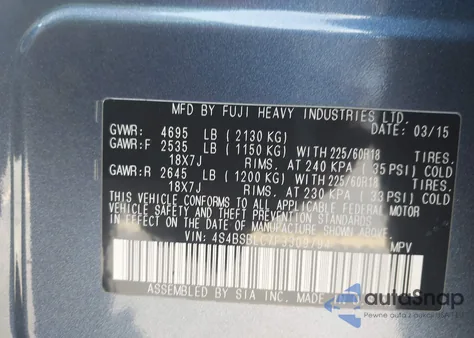 MFD BY FUJI HEAVY INDUSTRIES LTD.
DATE: 03/15
GVWR: 4695 LB (2130 KG)
GAWR:F 2535 LB (1150 KG) WITH 225/60R18 TIRES.
18X7J RIMS. AT 240 KPA ( 35 PSI) COLD
GAWR:R 2645 LB (1200 KG) WITH 225/60R18 TIRES.
18X7J RIMS. AT 230 KPA ( 33 PSI) COLD
THIS VEHICLE CONFORMS TO ALL APPLICABLE FEDERAL MOTOR
VEHICLE SAFETY AND THEFT PREVENTION STANDARDS
IN EFFECT ON THE DATE OF MANUFACTURE SHOWN ABOVE.
VIN: MPV
ASSEMBLED BY SIA INC. MADE
autoSnap
Pewne auta z